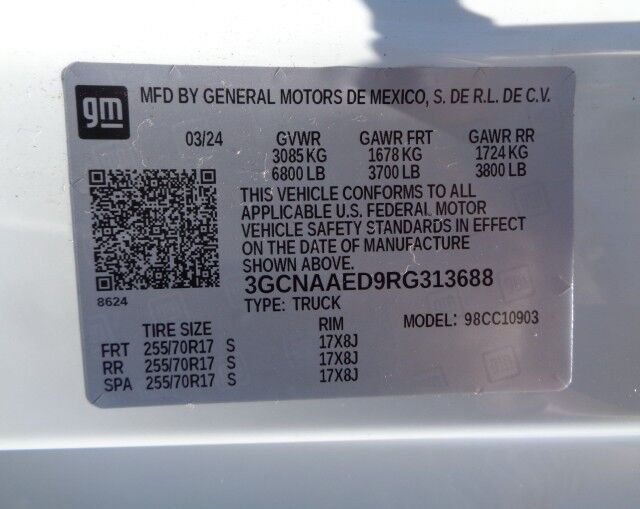 gm
MFD BY GENERAL MOTORS DE MEXICO, S. DE R.L. DE C.V.
03/24 GVWR GAWR FRT GAWR RR
3085 KG 1678 KG 1724 KG
6800 LB 3700 LB 3800 LB
THIS VEHICLE CONFORMS TO ALL
APPLICABLE U.S. FEDERAL MOTOR
VEHICLE SAFETY STANDARDS IN EFFECT
ON THE DATE OF MANUFACTURE
SHOWN ABOVE.
8624
3GCNAAED9RG313688
TYPE: TRUCK MODEL: 98CC10903
TIRE SIZE RIM
FRT 255/70R17 S 17X8J
RR 255/70R17 S 17X8J
SPA 255/70R17 S 17X8J
gm